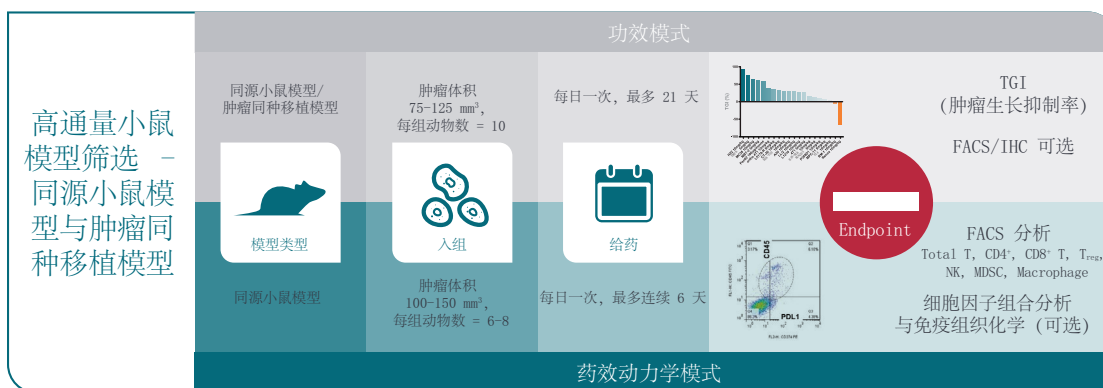 高通量小鼠
模型筛选 –
同源小鼠模
型与肿瘤同
种移植模型
功效模式
同源小鼠模型/
肿瘤同种移植模型
肿瘤体积
75-125 mm³,
每组动物数 = 10
每日一次, 最多 21 天
TGI (%)
TGI
(肿瘤生长抑制率)
FACS/IHC 可选
模型类型
入组
给药
Endpoint
同源小鼠模型
肿瘤体积
100-150 mm³,
每组动物数 = 6-8
每日一次, 最多连续 6 天
CD45
PDL1
FACS 分析
Total T, CD4⁺, CD8⁺ T, Treg,
NK, MDSC, Macrophage
细胞因子组合分析
与免疫组织化学 (可选)
药效动力学模式